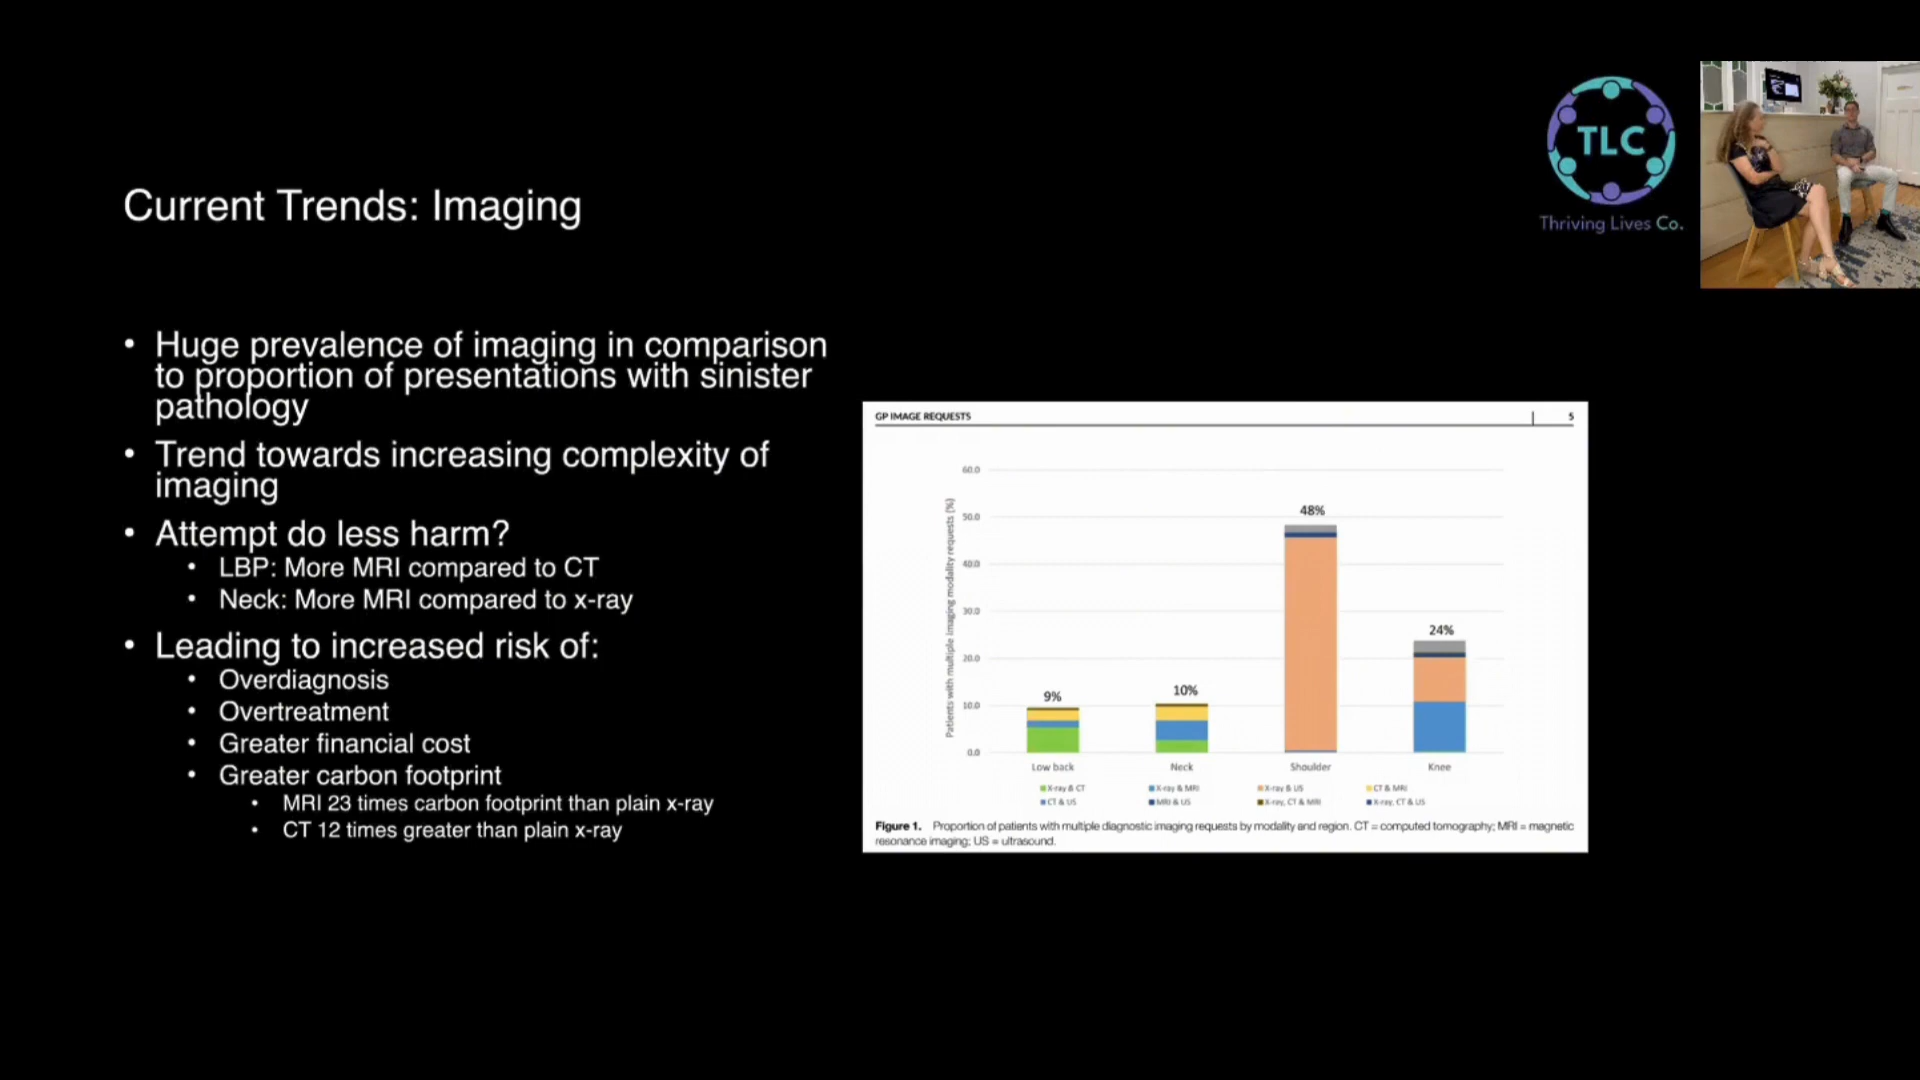 TLC
Thriving Lives Co.
Current Trends: Imaging
• Huge prevalence of imaging in comparison
to proportion of presentations with sinister
pathology
• Trend towards increasing complexity of
imaging
• Attempt do less harm?
• LBP: More MRI compared to CT
• Neck: More MRI compared to x-ray
• Leading to increased risk of:
• Overdiagnosis
• Overtreatment
• Greater financial cost
• Greater carbon footprint
• MRI 23 times carbon footprint than plain x-ray
• CT 12 times greater than plain x-ray
GP IMAGE REQUESTS | 5
Patients with multiple imaging modality requests (%)
60.0
50.0
40.0
30.0
20.0
10.0
0.0
9%
10%
48%
24%
Low back Neck Shoulder Knee
X-ray & CT X-ray & MRI X-ray & US CT & MRI
CT & US MRI & US X-ray, CT & MRI X-ray, CT & US
Figure 1. Proportion of patients with multiple diagnostic imaging requests by modality and region. CT = computed tomography; MRI = magnetic
resonance imaging; US = ultrasound.